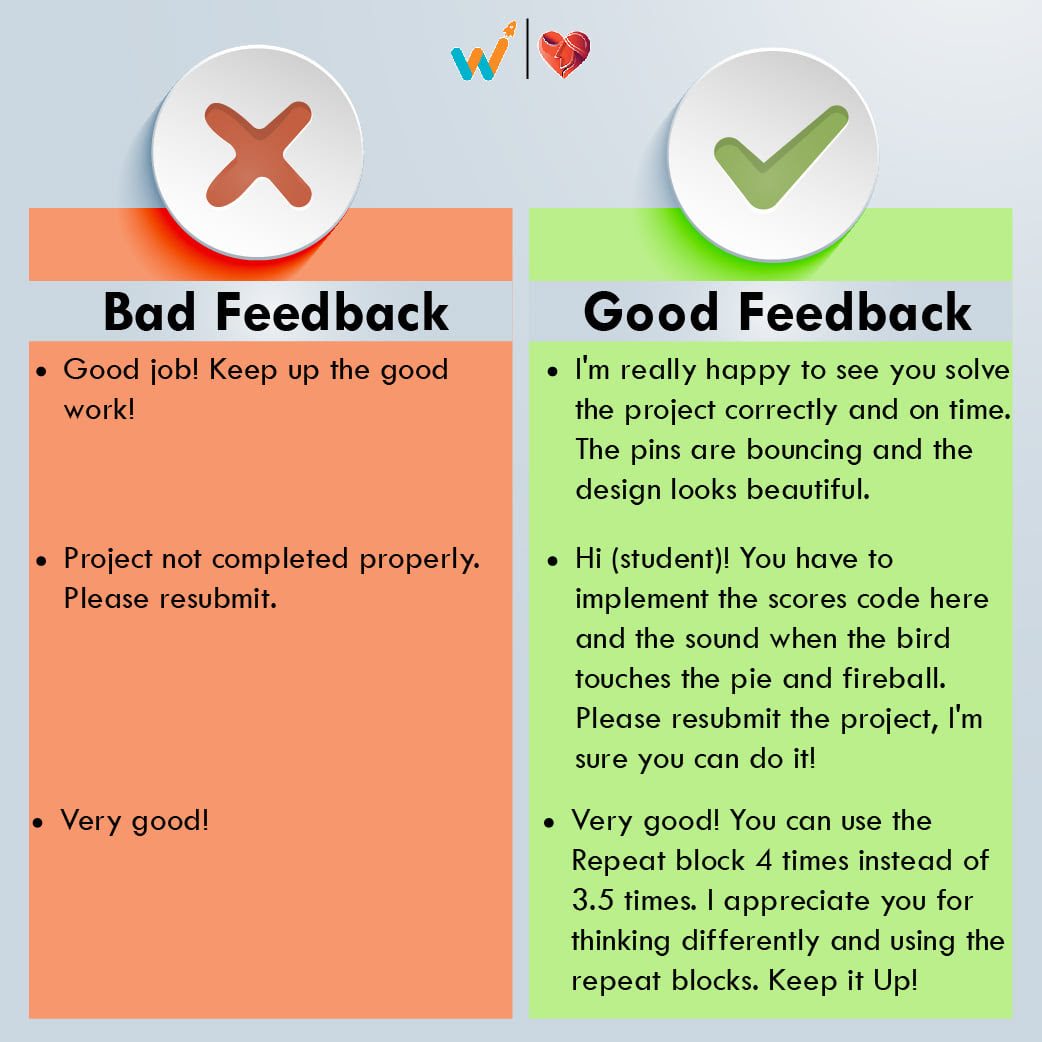 Bad Feedback
• Good job! Keep up the good
work!
• Project not completed properly.
Please resubmit.
• Very good!
Good Feedback
• I'm really happy to see you solve
the project correctly and on time.
The pins are bouncing and the
design looks beautiful.
• Hi (student)! You have to
implement the scores code here
and the sound when the bird
touches the pie and fireball.
Please resubmit the project, I'm
sure you can do it!
• Very good! You can use the
Repeat block 4 times instead of
3.5 times. I appreciate you for
thinking differently and using the
repeat blocks. Keep it Up!